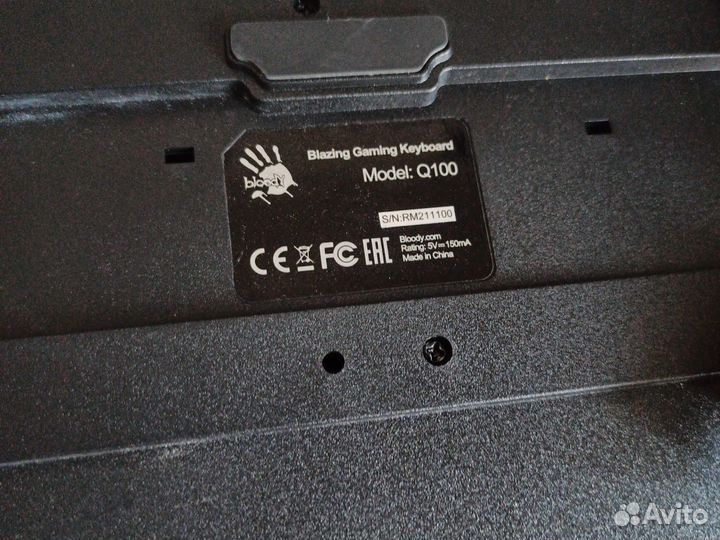 Blazing Gaming Keyboard
Model: Q100
bloody
S/N:RM211100
Bloody.com
Rating: 5V⎓150mA
Made in China
CE FC EAC
Avito